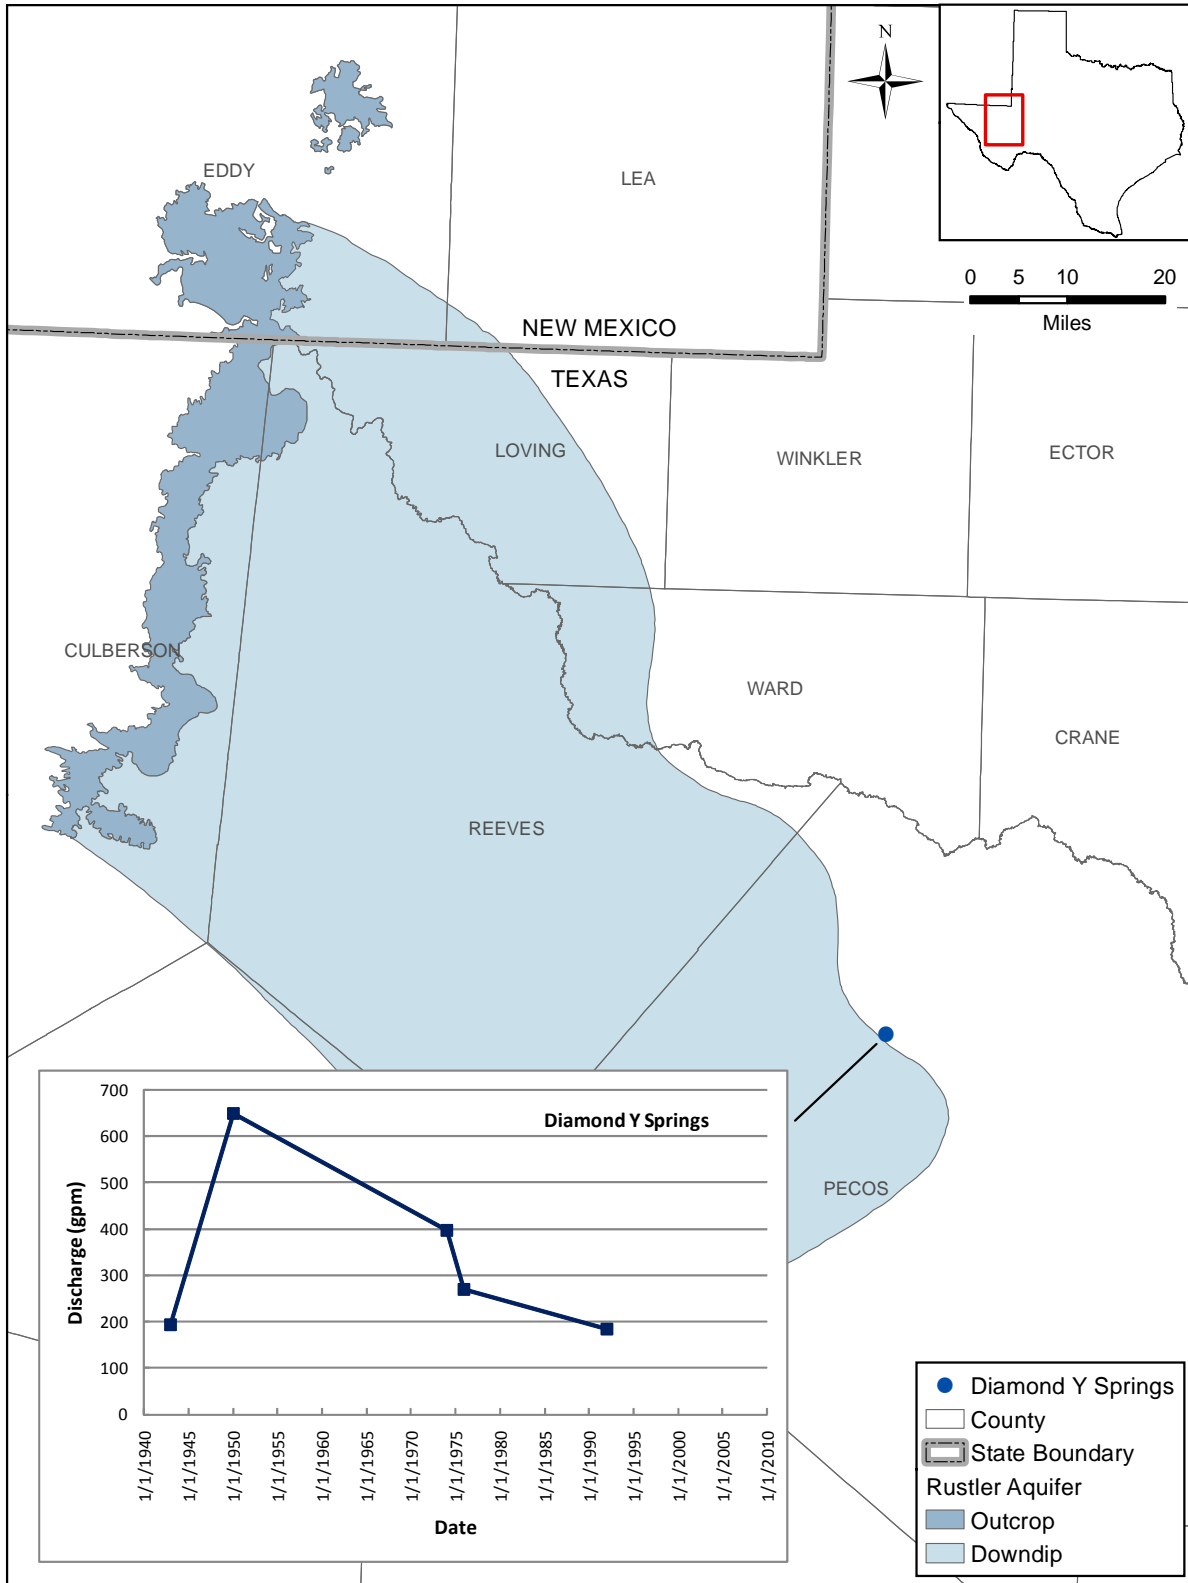 N
EDDY
LEA
0 5 10 20
Miles
NEW MEXICO
TEXAS
LOVING
WINKLER
ECTOR
CULBERSON
WARD
CRANE
REEVES
PECOS
Diamond Y Springs
700
600
500
400
300
200
100
0
Discharge (gpm)
1/1/1940
1/1/1945
1/1/1950
1/1/1955
1/1/1960
1/1/1965
1/1/1970
1/1/1975
1/1/1980
1/1/1985
1/1/1990
1/1/1995
1/1/2000
1/1/2005
1/1/2010
Date
Diamond Y Springs
County
State Boundary
Rustler Aquifer
Outcrop
Downdip